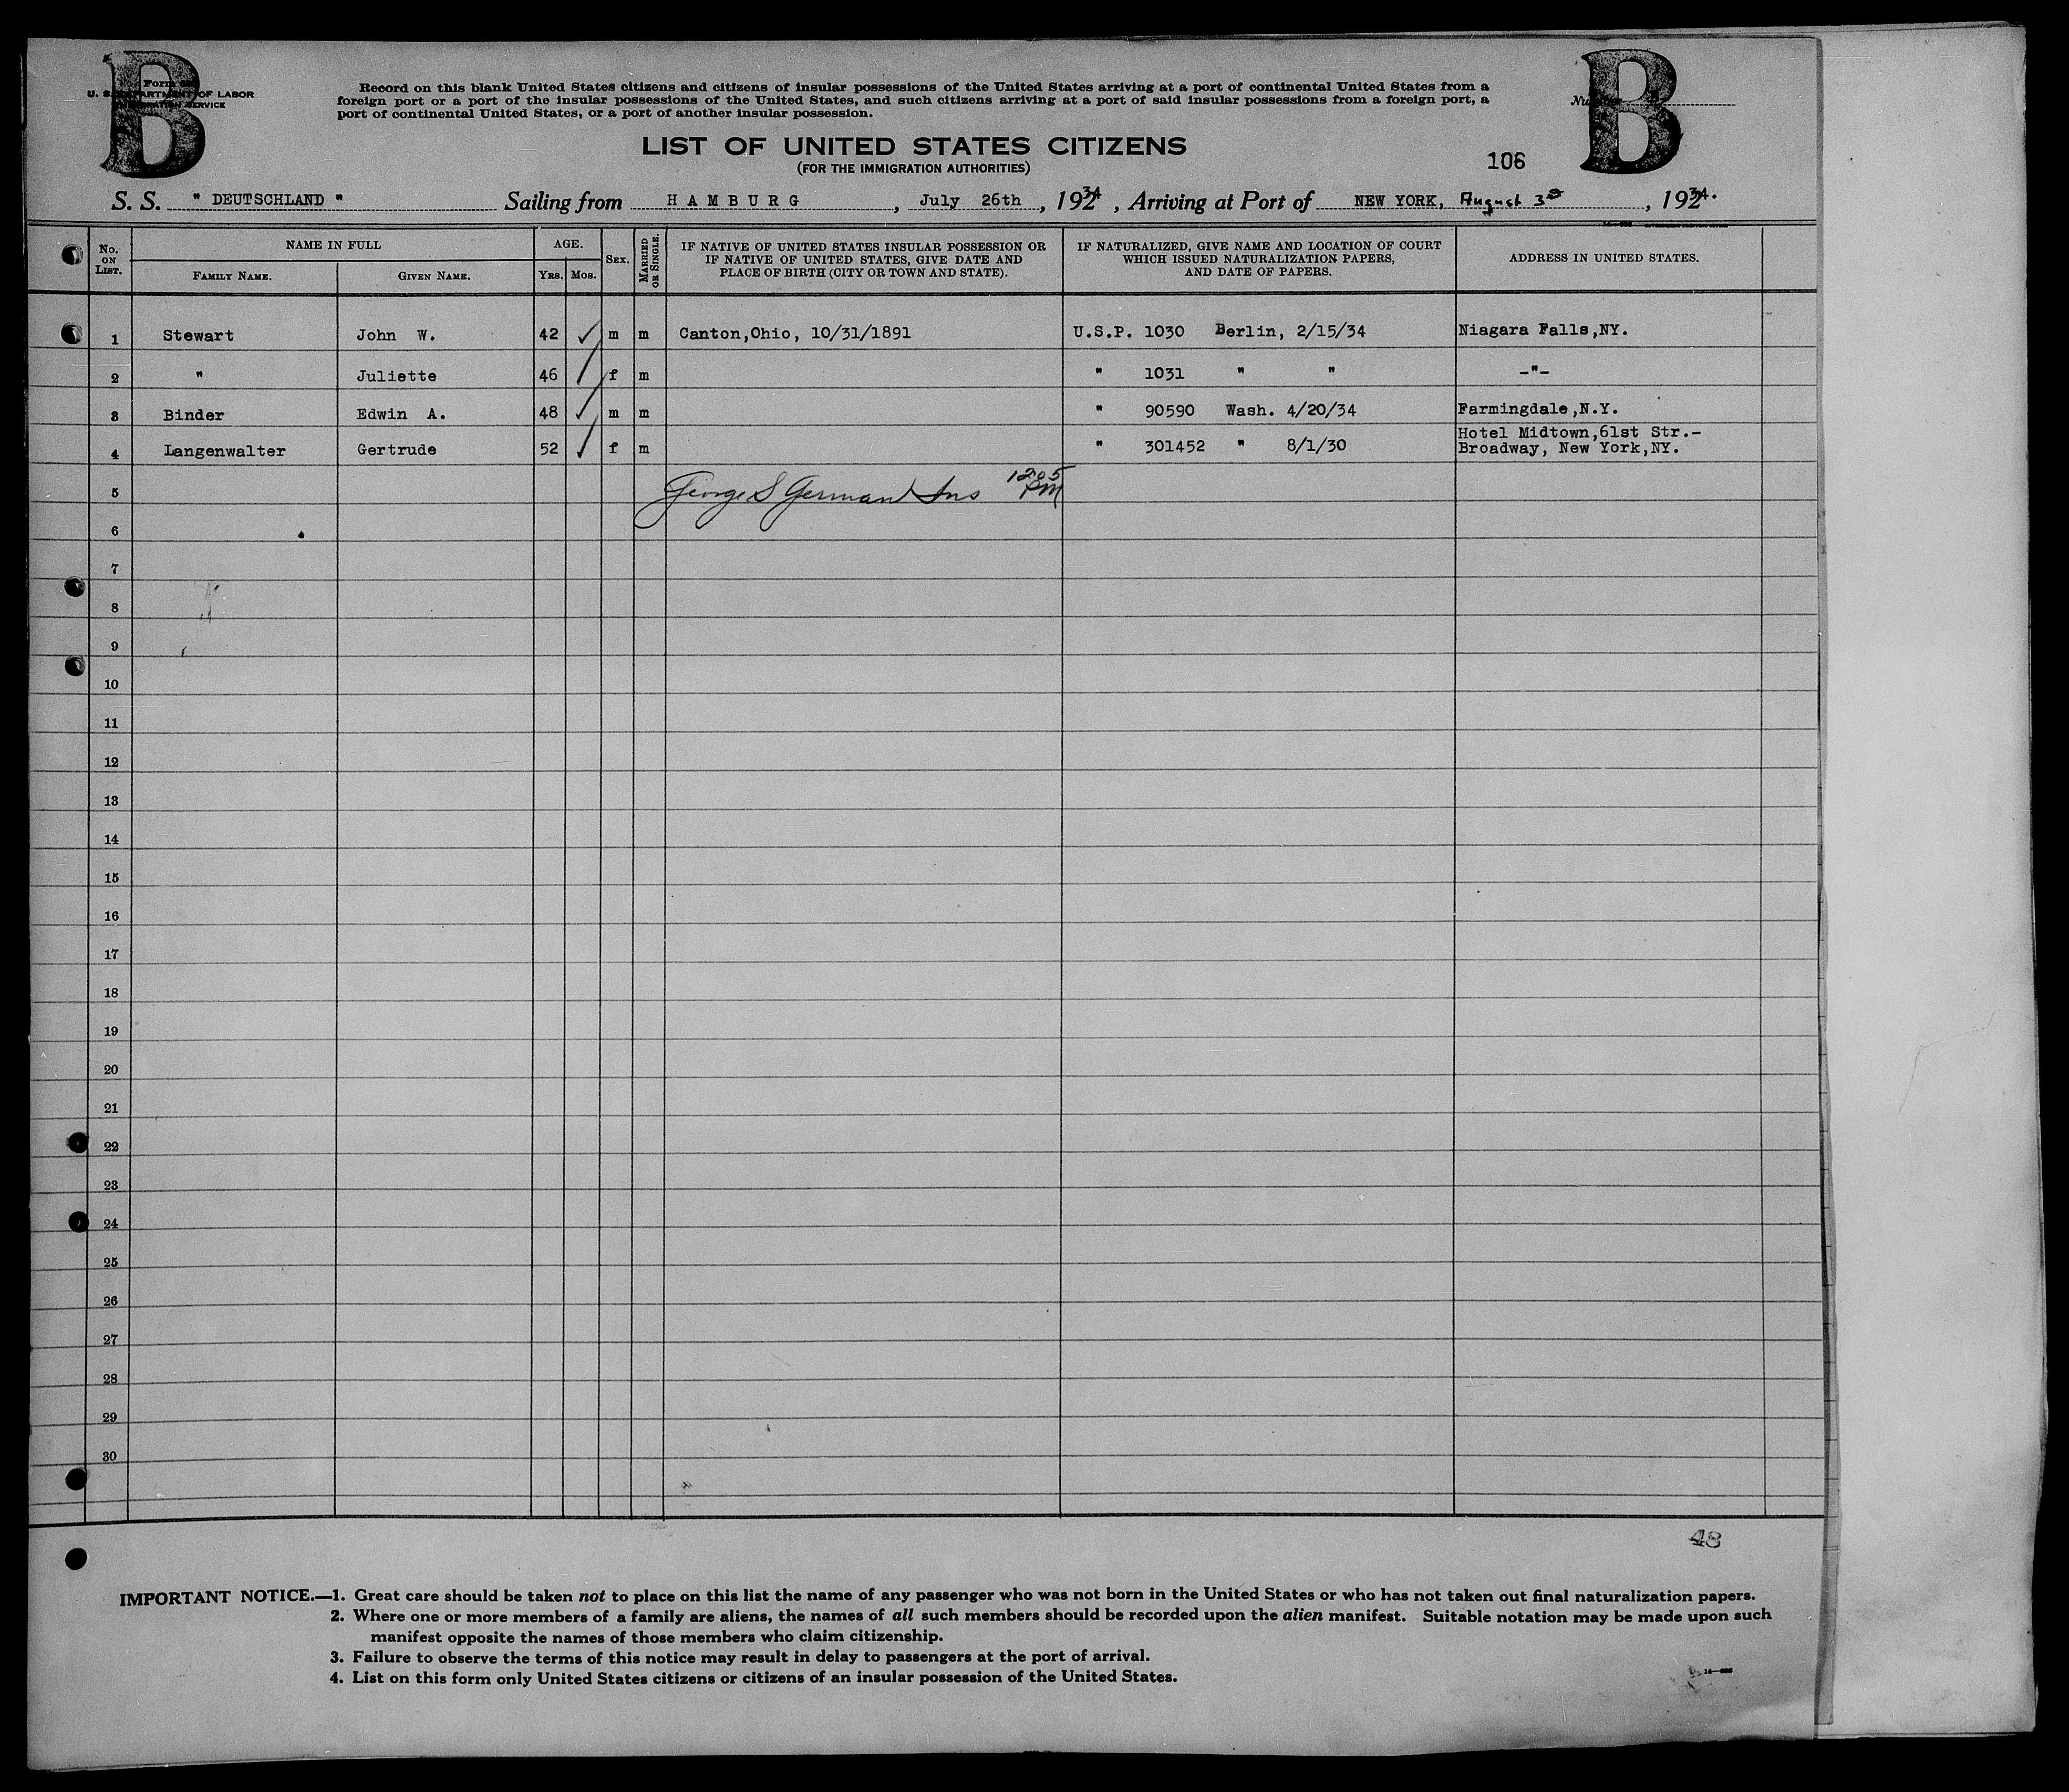 B
B
Form
U. S. DEPARTMENT OF LABOR
IMMIGRATION SERVICE
Record on this blank United States citizens and citizens of insular possessions of the United States arriving at a port of continental United States from a
foreign port or a port of the insular possessions of the United States, and such citizens arriving at a port of said insular possessions from a foreign port, a
port of continental United States, or a port of another insular possession.
LIST OF UNITED STATES CITIZENS
(FOR THE IMMIGRATION AUTHORITIES)
106
S. S. " DEUTSCHLAND " Sailing from HAMBURG, July 26th, 1934, Arriving at Port of NEW YORK, August 3rd, 1934.
No. ON LIST. NAME IN FULL AGE. SEX. MARRIED OR SINGLE. IF NATIVE OF UNITED STATES INSULAR POSSESSION OR IF NATIVE OF UNITED STATES, GIVE DATE AND PLACE OF BIRTH (CITY OR TOWN AND STATE). IF NATURALIZED, GIVE NAME AND LOCATION OF COURT WHICH ISSUED NATURALIZATION PAPERS, AND DATE OF PAPERS. ADDRESS IN UNITED STATES.
FAMILY NAME. GIVEN NAME. YRS. MOS.
1 Stewart John W. 42 ✓ m m Canton,Ohio, 10/31/1891 U.S.P. 1030 Berlin, 2/15/34 Niagara Falls,NY.
2 " Juliette 46 ✓ f m " 1031 " " -"-
3 Binder Edwin A. 48 ✓ m m " 90590 Wash. 4/20/34 Farmingdale,N.Y.
4 Langenwalter Gertrude 52 ✓ f m " 301452 " 8/1/30 Hotel Midtown,61st Str.-
Broadway, New York,NY.
5 George S German Ins 1205 PM
6
7
8
9
10
11
12
13
14
15
16
17
18
19
20
21
22
23
24
25
26
27
28
29
30
48
IMPORTANT NOTICE.—1. Great care should be taken not to place on this list the name of any passenger who was not born in the United States or who has not taken out final naturalization papers.
2. Where one or more members of a family are aliens, the names of all such members should be recorded upon the alien manifest. Suitable notation may be made upon such
manifest opposite the names of those members who claim citizenship.
3. Failure to observe the terms of this notice may result in delay to passengers at the port of arrival.
4. List on this form only United States citizens or citizens of an insular possession of the United States.